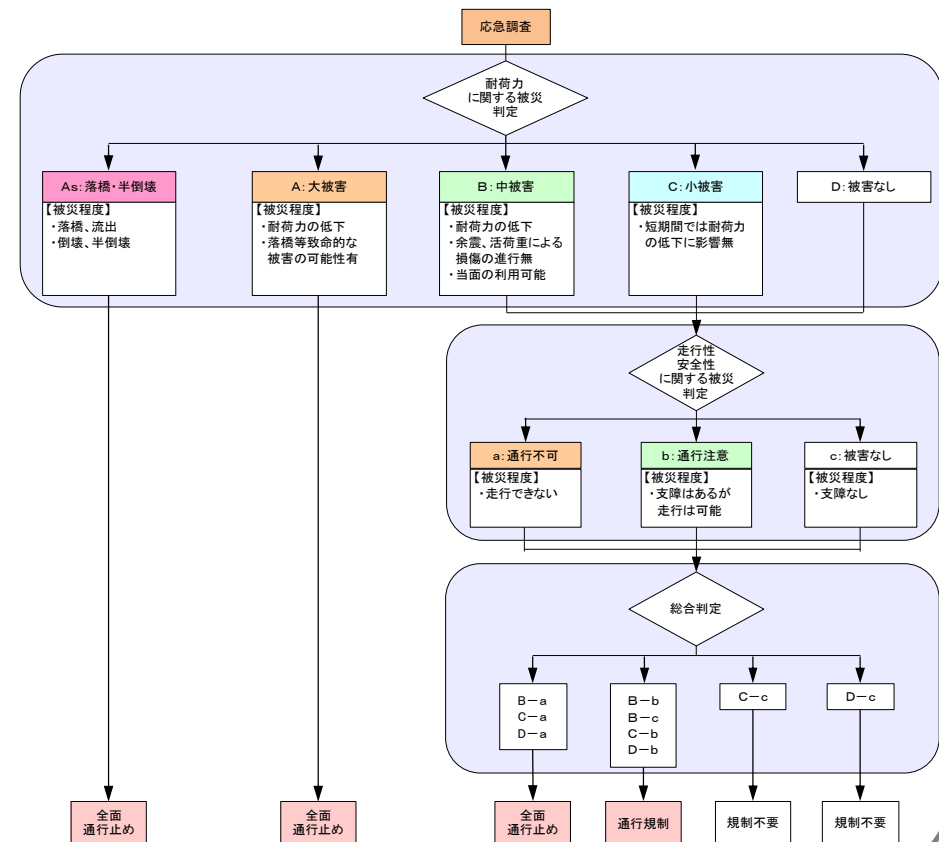 応急調査
耐荷力
に関する被災
判定
As：落橋・半倒壊
【被災程度】
・落橋、流出
・倒壊、半倒壊
A：大被害
【被災程度】
・耐荷力の低下
・落橋等致命的な
被害の可能性有
B：中被害
【被災程度】
・耐荷力の低下
・余震、活荷重による
損傷の進行無
・当面の利用可能
C：小被害
【被災程度】
・短期間では耐荷力
の低下に影響無
D：被害なし
走行性
安全性
に関する被災
判定
a：通行不可
【被災程度】
・走行できない
b：通行注意
【被災程度】
・支障はあるが
走行は可能
c：被害なし
【被災程度】
・支障なし
総合判定
B－a
C－a
D－a
B－b
B－c
C－b
D－b
C－c
D－c
全面
通行止め
全面
通行止め
全面
通行止め
通行規制
規制不要
規制不要